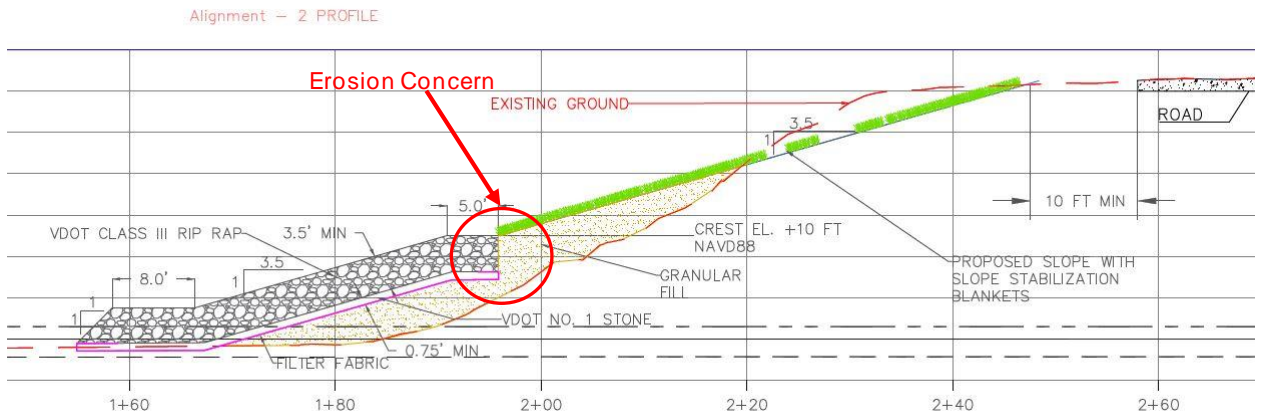 Alignment – 2 PROFILE
Erosion Concern
EXISTING GROUND
3.5
1
ROAD
5.0'
10 FT MIN
VDOT CLASS III RIP RAP
3.5' MIN
CREST EL. +10 FT
NAVD88
8.0'
3.5
1
GRANULAR
FILL
PROPOSED SLOPE WITH
SLOPE STABILIZATION
BLANKETS
1
1
VDOT NO. 1 STONE
0.75' MIN
FILTER FABRIC
1+60
1+80
2+00
2+20
2+40
2+60